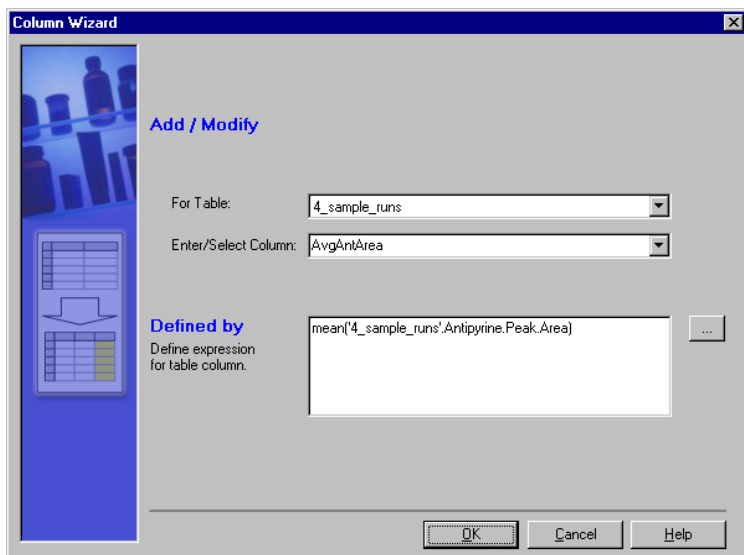 Column Wizard
Add / Modify
For Table:
4_sample_runs
Enter/Select Column:
AvgAntArea
Defined by
Define expression
for table column.
mean('4_sample_runs'.Antipyrine.Peak.Area)
...
OK
Cancel
Help